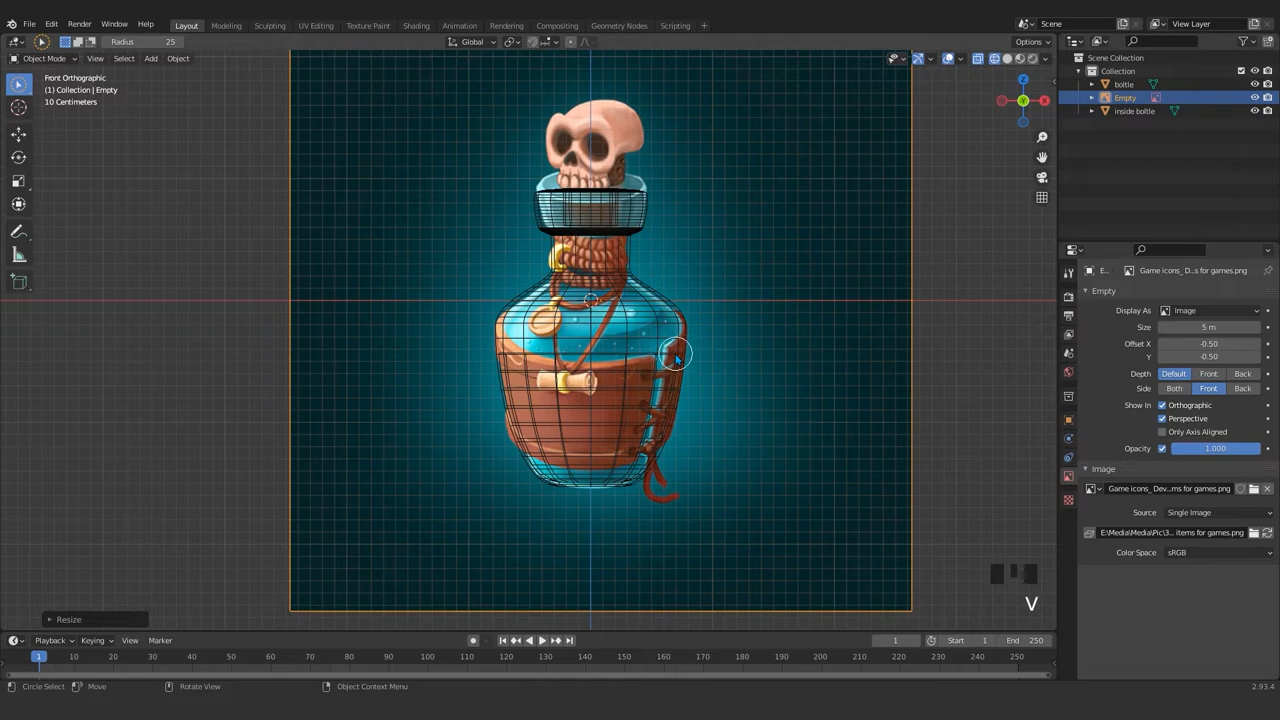 File Edit Render Window Help
Layout Modeling Sculpting UV Editing Texture Paint Shading Animation Rendering Compositing Geometry Nodes Scripting +
Scene
View Layer
Radius 25
Global
Options
Object Mode View Select Add Object
Front Orthographic
(1) Collection | Empty
10 Centimeters
Z
X
Y
Scene Collection
Collection
boltle
Empty
inside boltle
E...
Game icons_ D...s for games.png
Empty
Display As Image
Size 5 m
Offset X -0.50
Y -0.50
Depth Default Front Back
Side Both Front Back
Show In Orthographic
Perspective
Only Axis Aligned
Opacity 1.000
Image
Game icons_ Dev...ms for games.png
Source Single Image
E:\Media\Media\Pic\3... items for games.png
Color Space sRGB
V
Resize
Playback Keying View Marker
1
Start 1
End 250
1 10 20 30 40 50 60 70 80 90 100 110 120 130 140 150 160 170 180 190 200 210 220 230 240 250
Circle Select Move Rotate View Object Context Menu
2.93.4